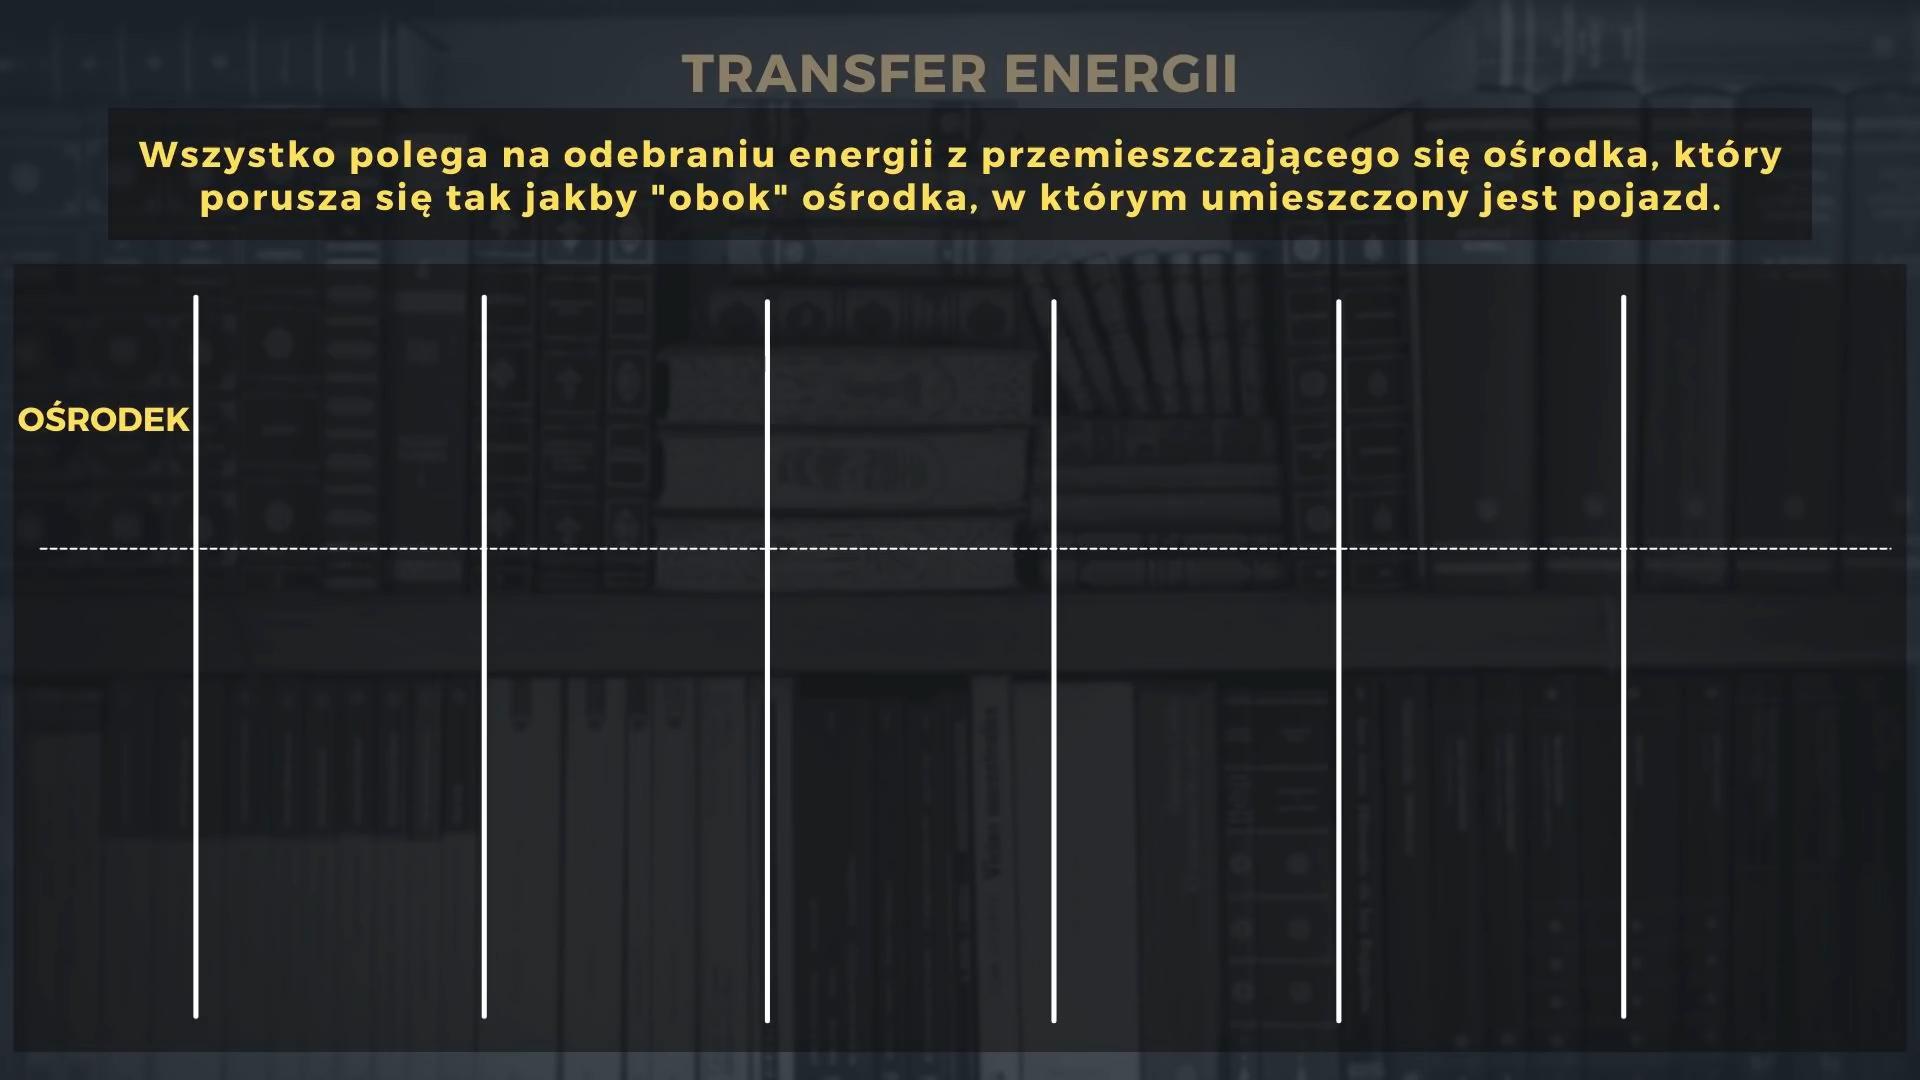 TRANSFER ENERGII
Wszystko polega na odebraniu energii z przemieszczającego się ośrodka, który
porusza się tak jakby "obok" ośrodka, w którym umieszczony jest pojazd.
OŚRODEK